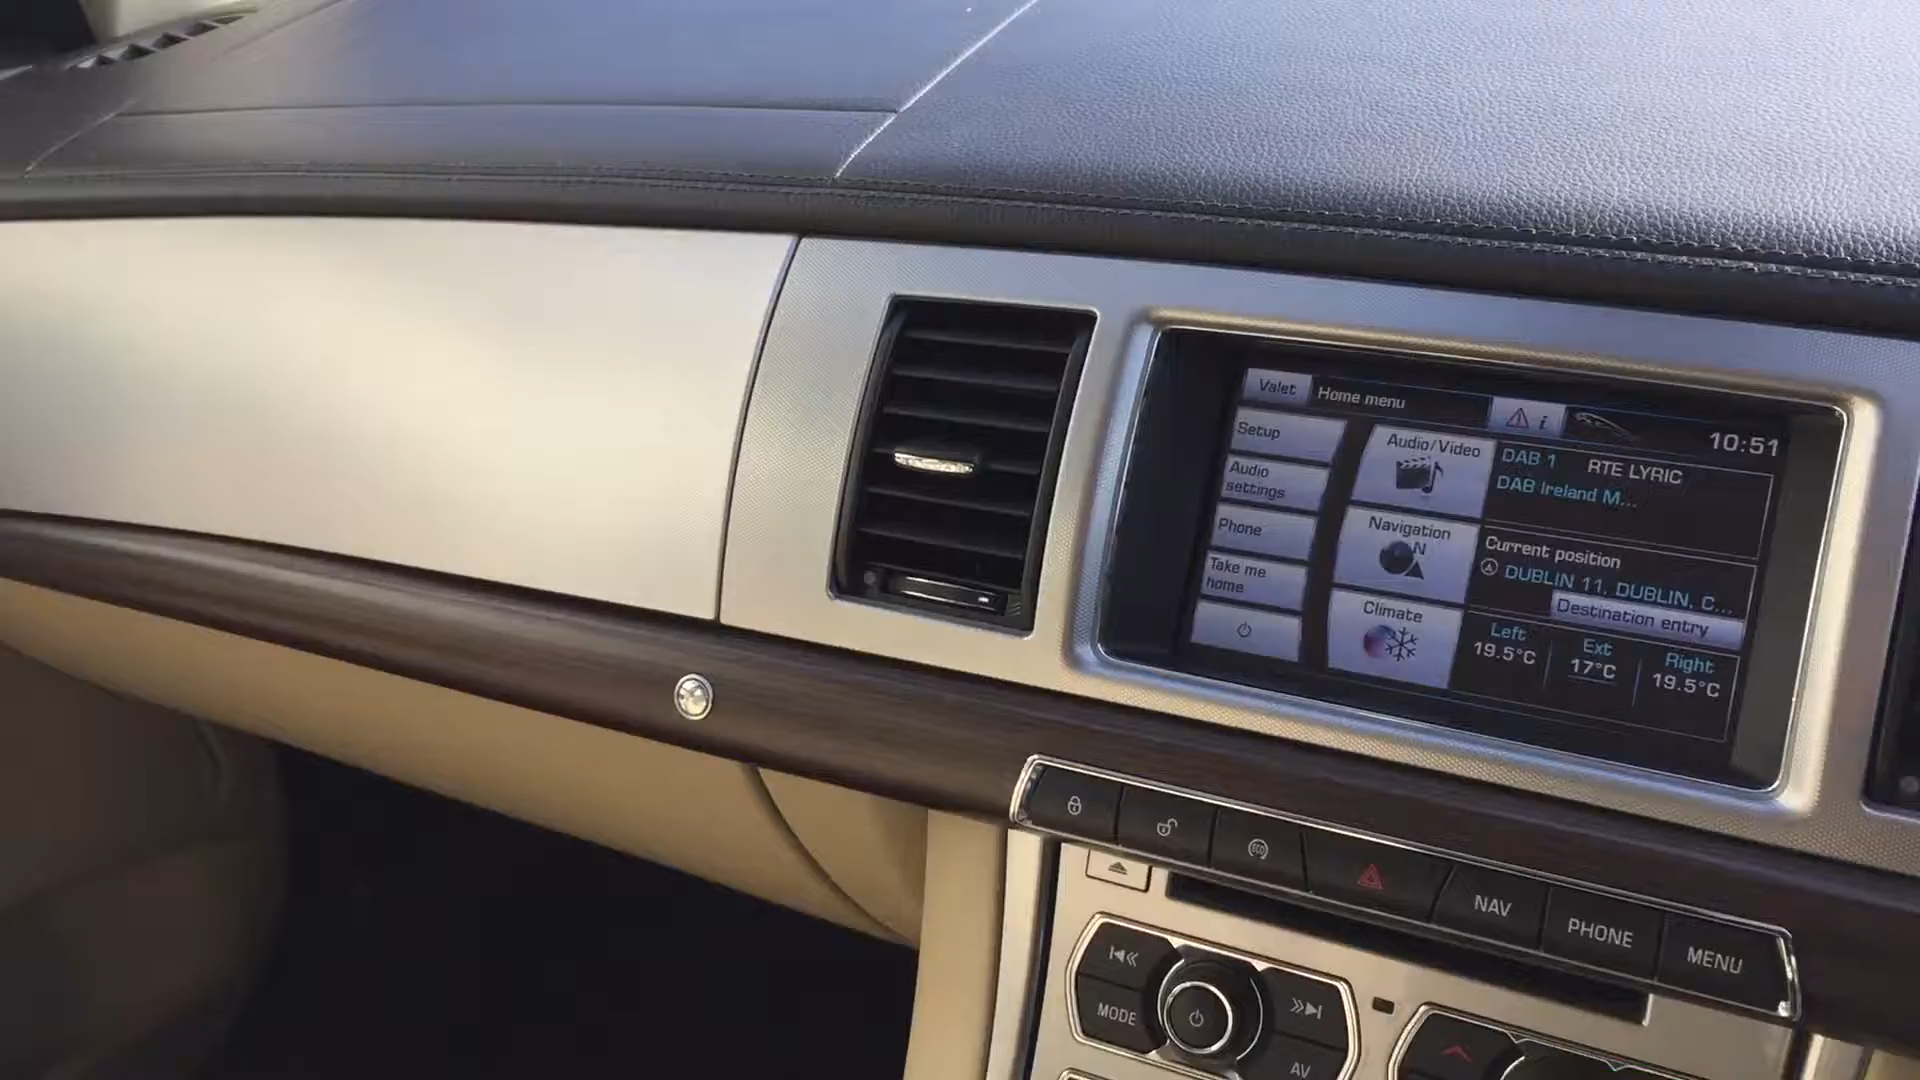 Valet
Home menu
i
10:51
Setup
Audio
settings
Phone
Take me
home
Audio/Video
DAB 1
RTE LYRIC
DAB Ireland M...
Navigation
N
Current position
DUBLIN 11, DUBLIN, C...
Destination entry
Climate
Left
19.5°C
Ext
17°C
Right
19.5°C
ECO
NAV
PHONE
MENU
MODE
AV